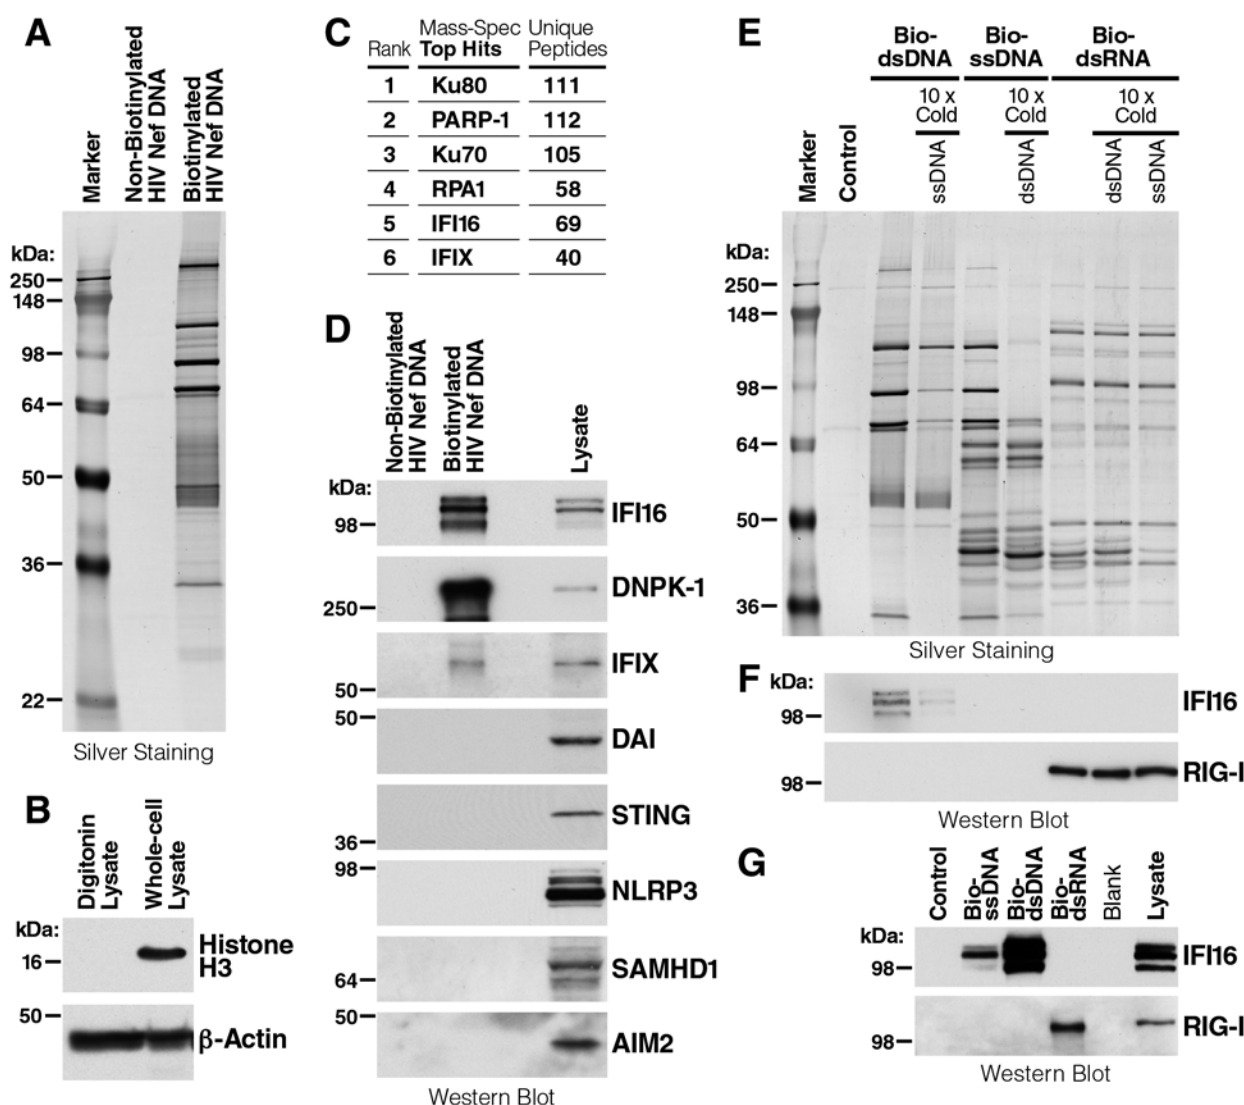 A
Marker
Non-Biotinylated
HIV Nef DNA
Biotinylated
HIV Nef DNA
kDa:
250
148
98
64
50
36
22
Silver Staining
B
Digitonin
Lysate
Whole-cell
Lysate
kDa:
16
Histone
H3
50
β-Actin
C
Rank
Mass-Spec
Top Hits
Unique
Peptides
1 Ku80 111
2 PARP-1 112
3 Ku70 105
4 RPA1 58
5 IFI16 69
6 IFIX 40
D
Non-Biotinylated
HIV Nef DNA
Biotinylated
HIV Nef DNA
Lysate
kDa:
98
IFI16
250
DNPK-1
50
IFIX
50
DAI
36
STING
98
NLRP3
64
SAMHD1
50
AIM2
Western Blot
E
Marker
Control
Bio-
dsDNA
10 x
Cold
ssDNA
Bio-
ssDNA
10 x
Cold
dsDNA
Bio-
dsRNA
10 x
Cold
dsDNA
ssDNA
kDa:
250
148
98
64
50
36
Silver Staining
F
kDa:
98
IFI16
98
RIG-I
Western Blot
G
Control
Bio-
ssDNA
Bio-
dsDNA
Bio-
dsRNA
Blank
Lysate
kDa:
98
IFI16
98
RIG-I
Western Blot